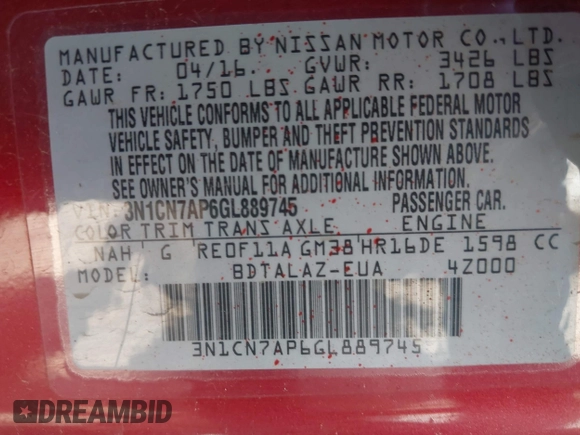 MANUFACTURED BY NISSAN MOTOR CO.,LTD.
DATE: 04/16. GVWR: 3426 LBS
GAWR FR: 1750 LBS GAWR RR: 1708 LBS
THIS VEHICLE CONFORMS TO ALL APPLICABLE FEDERAL MOTOR
VEHICLE SAFETY, BUMPER AND THEFT PREVENTION STANDARDS
IN EFFECT ON THE DATE OF MANUFACTURE SHOWN ABOVE.
SEE OWNER'S MANUAL FOR ADDITIONAL INFORMATION.
VIN: 3N1CN7AP6GL889745 PASSENGER CAR.
COLOR TRIM TRANS AXLE ENGINE
NAH G RE0F11A GM38 HR16DE 1598 CC
MODEL: BDTALAZ-EUA 4Z000
3N1CN7AP6GL889745
DREAMBID